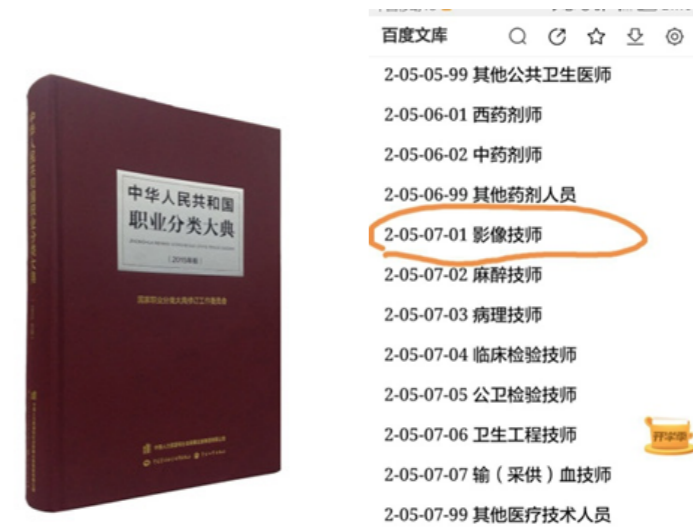 中华人民共和国
职业分类大典
（2015年版）
国家职业分类大典修订工作委员会
百度文库
2-05-05-99 其他公共卫生医师
2-05-06-01 西药剂师
2-05-06-02 中药剂师
2-05-06-99 其他药剂人员
2-05-07-01 影像技师
2-05-07-02 麻醉技师
2-05-07-03 病理技师
2-05-07-04 临床检验技师
2-05-07-05 公卫检验技师
2-05-07-06 卫生工程技师
2-05-07-07 输（采供）血技师
2-05-07-99 其他医疗技术人员
开学季